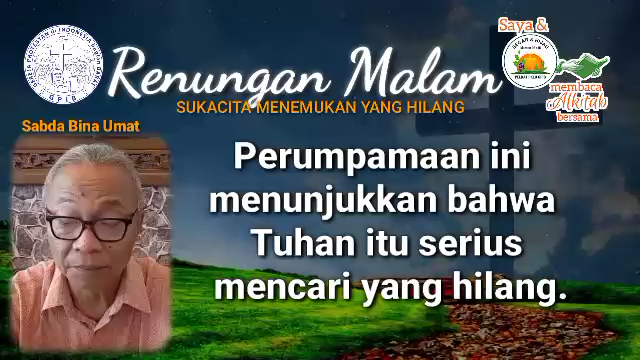 Renungan Malam
SUKACITA MENEMUKAN YANG HILANG
Saya &
membaca
Alkitab
bersama
Sabda Bina Umat
Perumpamaan ini
menunjukkan bahwa
Tuhan itu serius
mencari yang hilang.